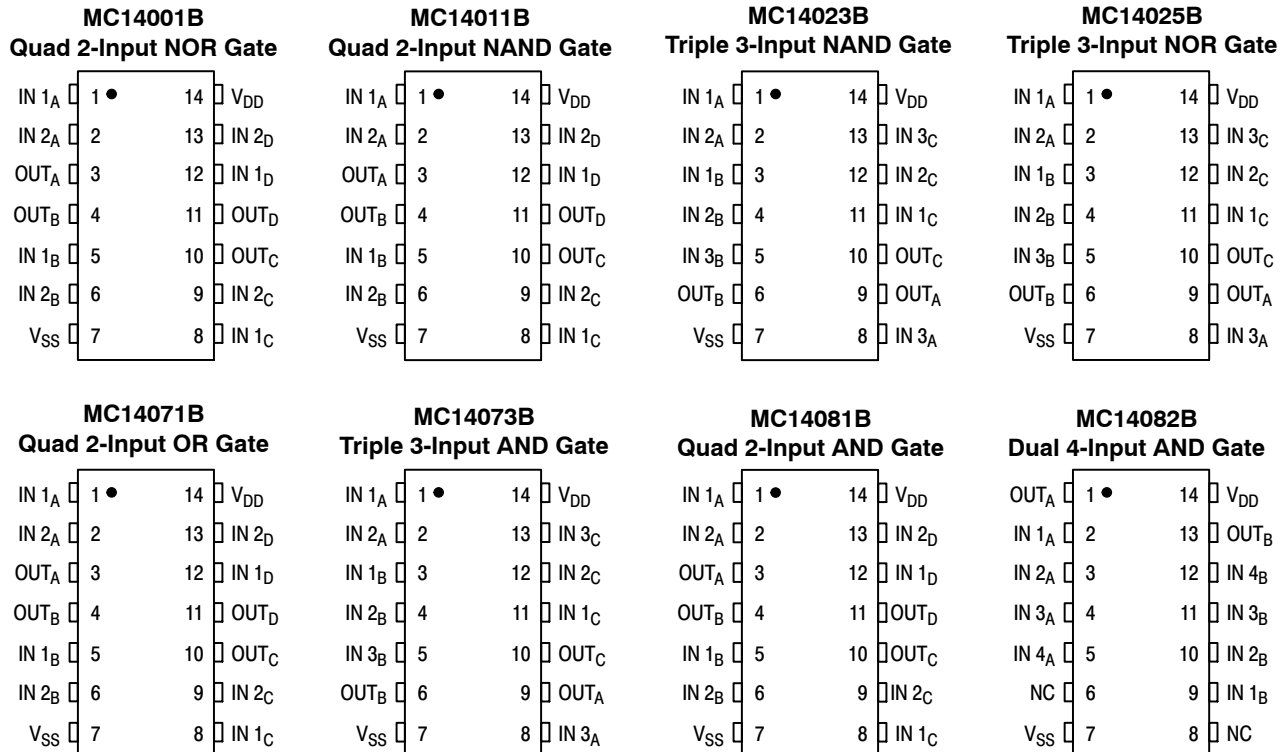 MC14001B
Quad 2-Input NOR Gate
IN 1A 1 14 VDD
IN 2A 2 13 IN 2D
OUTA 3 12 IN 1D
OUTB 4 11 OUTD
IN 1B 5 10 OUTC
IN 2B 6 9 IN 2C
VSS 7 8 IN 1C
MC14011B
Quad 2-Input NAND Gate
IN 1A 1 14 VDD
IN 2A 2 13 IN 2D
OUTA 3 12 IN 1D
OUTB 4 11 OUTD
IN 1B 5 10 OUTC
IN 2B 6 9 IN 2C
VSS 7 8 IN 1C
MC14023B
Triple 3-Input NAND Gate
IN 1A 1 14 VDD
IN 2A 2 13 IN 3C
IN 1B 3 12 IN 2C
IN 2B 4 11 IN 1C
IN 3B 5 10 OUTC
OUTB 6 9 OUTA
VSS 7 8 IN 3A
MC14025B
Triple 3-Input NOR Gate
IN 1A 1 14 VDD
IN 2A 2 13 IN 3C
IN 1B 3 12 IN 2C
IN 2B 4 11 IN 1C
IN 3B 5 10 OUTC
OUTB 6 9 OUTA
VSS 7 8 IN 3A
MC14071B
Quad 2-Input OR Gate
IN 1A 1 14 VDD
IN 2A 2 13 IN 2D
OUTA 3 12 IN 1D
OUTB 4 11 OUTD
IN 1B 5 10 OUTC
IN 2B 6 9 IN 2C
VSS 7 8 IN 1C
MC14073B
Triple 3-Input AND Gate
IN 1A 1 14 VDD
IN 2A 2 13 IN 3C
IN 1B 3 12 IN 2C
IN 2B 4 11 IN 1C
IN 3B 5 10 OUTC
OUTB 6 9 OUTA
VSS 7 8 IN 3A
MC14081B
Quad 2-Input AND Gate
IN 1A 1 14 VDD
IN 2A 2 13 IN 2D
OUTA 3 12 IN 1D
OUTB 4 11 OUTD
IN 1B 5 10 OUTC
IN 2B 6 9 IN 2C
VSS 7 8 IN 1C
MC14082B
Dual 4-Input AND Gate
OUTA 1 14 VDD
IN 1A 2 13 OUTB
IN 2A 3 12 IN 4B
IN 3A 4 11 IN 3B
IN 4A 5 10 IN 2B
NC 6 9 IN 1B
VSS 7 8 NC